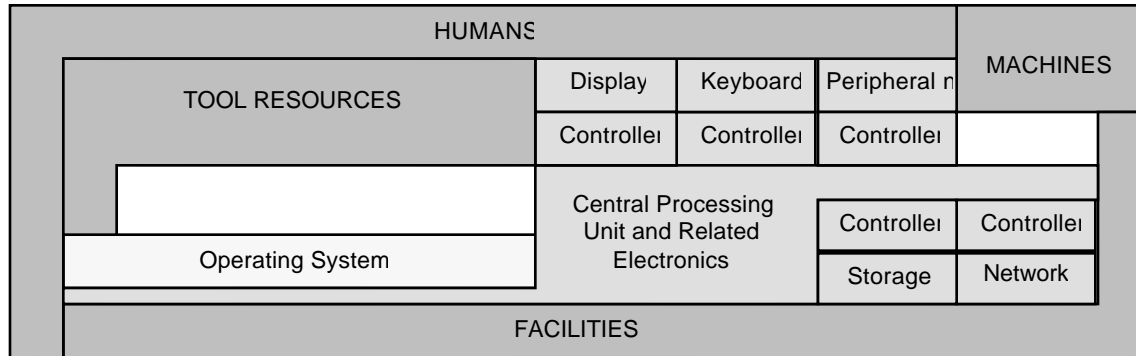 HUMANS
MACHINES
TOOL RESOURCES
Display
Keyboard
Peripheral n
Controller
Controller
Controller
Central Processing
Unit and Related
Electronics
Controller
Controller
Operating System
Storage
Network
FACILITIES